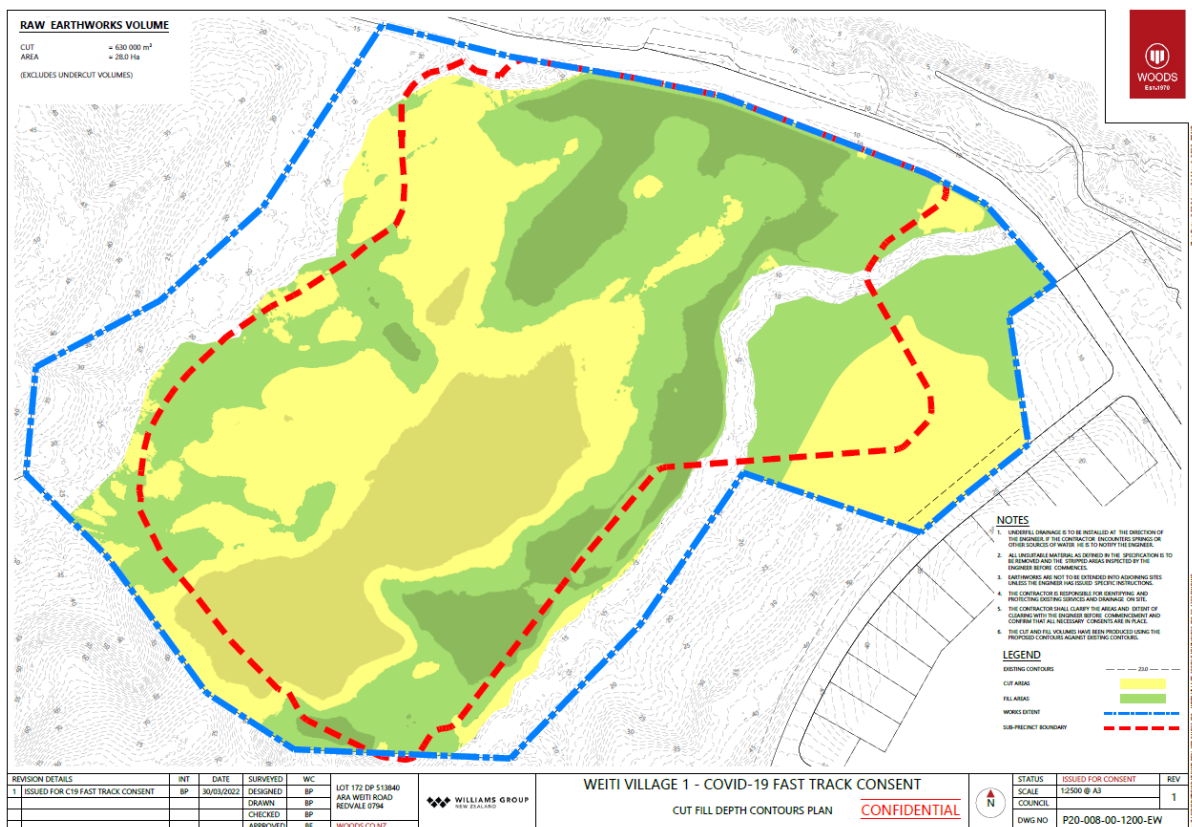 RAW EARTHWORKS VOLUME
CUT = 630 000 m³
AREA = 28.0 Ha
(EXCLUDES UNDERCUT VOLUMES)
WOODS
Est.1970
NOTES
1. UNDERFILL DRAINAGE IS TO BE INSTALLED AT THE DIRECTION OF
THE ENGINEER. IF THE CONTRACTOR ENCOUNTERS SPRINGS OR
OTHER SOURCES OF WATER HE IS TO NOTIFY THE ENGINEER.
2. ALL UNSUITABLE MATERIAL AS DEFINED IN THE SPECIFICATION IS TO
BE REMOVED AND THE STRIPPED AREAS INSPECTED BY THE
ENGINEER BEFORE COMMENCES.
3. EARTHWORKS ARE NOT TO BE EXTENDED INTO ADJOINING SITES
UNLESS THE ENGINEER HAS ISSUED SPECIFIC INSTRUCTIONS.
4. THE CONTRACTOR IS RESPONSIBLE FOR IDENTIFYING AND
PROTECTING EXISTING SERVICES AND DRAINAGE ON SITE.
5. THE CONTRACTOR SHALL CLARIFY THE AREAS AND EXTENT OF
CLEARING WITH THE ENGINEER BEFORE COMMENCEMENT AND
CONFIRM THAT ALL NECESSARY CONSENTS ARE IN PLACE.
6. THE CUT AND FILL VOLUMES HAVE BEEN PRODUCED USING THE
PROPOSED CONTOURS AGAINST EXISTING CONTOURS.
LEGEND
EXISTING CONTOURS 23.0
CUT AREAS
FILL AREAS
WORKS EXTENT
SUB-PRECINCT BOUNDARY
REVISION DETAILS INT DATE
1 ISSUED FOR C19 FAST TRACK CONSENT BP 30/03/2022
SURVEYED WC
DESIGNED BP
DRAWN BP
CHECKED BP
APPROVED BF
LOT 172 DP 513840
ARA WEITI ROAD
REDVALE 0794
WOODS.CO.NZ
WILLIAMS GROUP
NEW ZEALAND
WEITI VILLAGE 1 - COVID-19 FAST TRACK CONSENT
CUT FILL DEPTH CONTOURS PLAN
CONFIDENTIAL
N
STATUS ISSUED FOR CONSENT REV
SCALE 1:2500 @ A3 1
COUNCIL
DWG NO P20-008-00-1200-EW